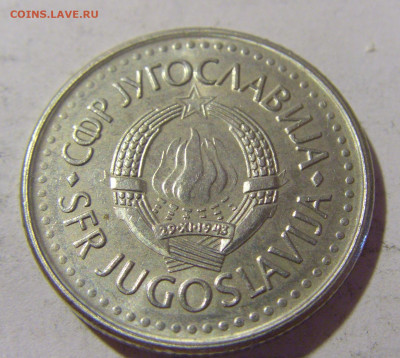 COINS.LAVE.RU
СФР ЈУГОСЛАВИЈА
29·XI·1943
SFR JUGOSLAVIJA